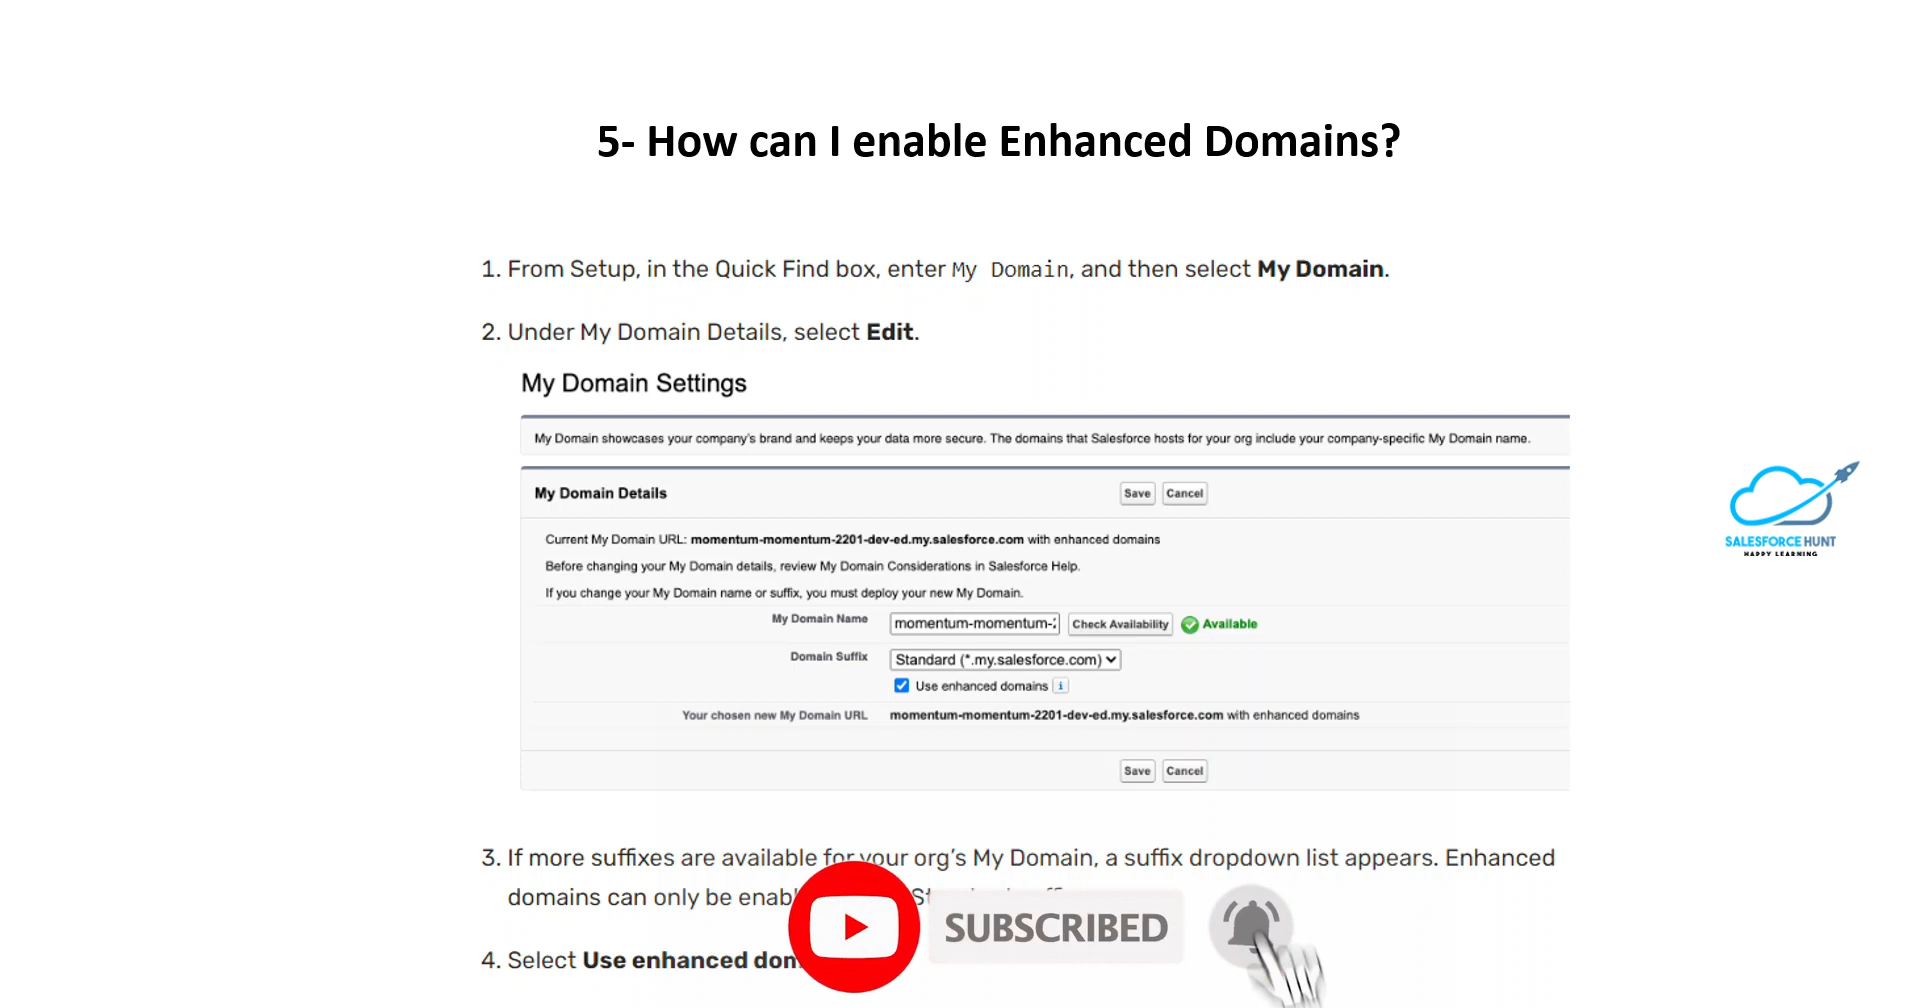 5- How can I enable Enhanced Domains?
1. From Setup, in the Quick Find box, enter My Domain, and then select My Domain.
2. Under My Domain Details, select Edit.
My Domain Settings
My Domain showcases your company's brand and keeps your data more secure. The domains that Salesforce hosts for your org include your company-specific My Domain name.
My Domain Details Save Cancel
Current My Domain URL: momentum-momentum-2201-dev-ed.my.salesforce.com with enhanced domains
Before changing your My Domain details, review My Domain Considerations in Salesforce Help.
If you change your My Domain name or suffix, you must deploy your new My Domain.
My Domain Name momentum-momentum- Check Availability Available
Domain Suffix Standard (*.my.salesforce.com)
Use enhanced domains i
Your chosen new My Domain URL momentum-momentum-2201-dev-ed.my.salesforce.com with enhanced domains
Save Cancel
SALESFORCE HUNT
HAPPY LEARNING
3. If more suffixes are available for your org's My Domain, a suffix dropdown list appears. Enhanced
domains can only be
4. Select Use enhanced
SUBSCRIBED